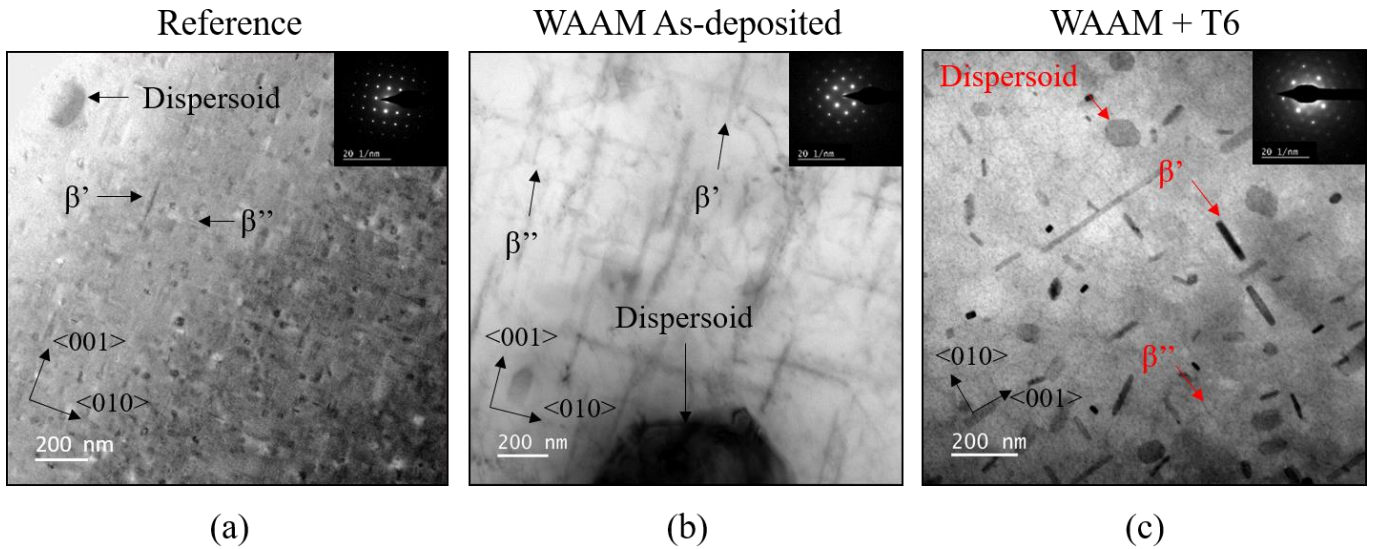 Reference
WAAM As-deposited
WAAM + T6
Dispersoid
20 1/nm
β’
β”
<001>
<010>
200 nm
20 1/nm
β’
β”
Dispersoid
<001>
<010>
200 nm
Dispersoid
20 1/nm
β’
β”
<010>
<001>
200 nm
(a)
(b)
(c)